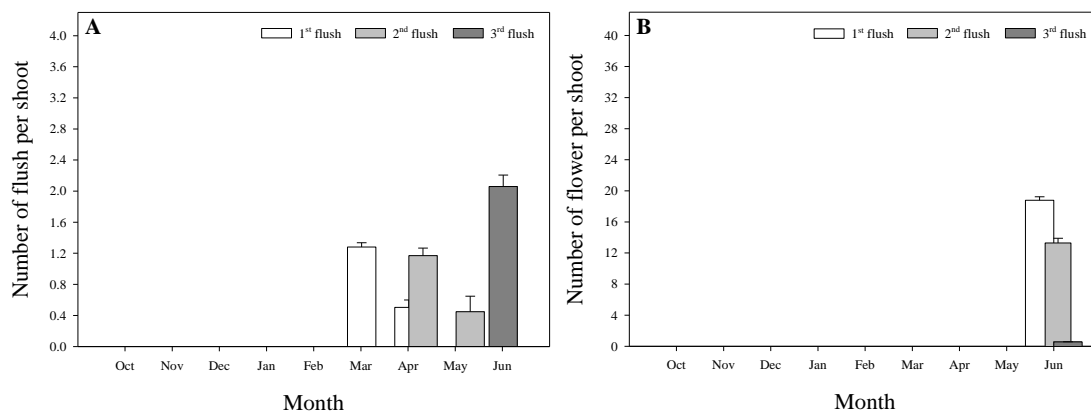 A
1st flush 2nd flush 3rd flush
Number of flush per shoot
4.0
3.6
3.2
2.8
2.4
2.0
1.6
1.2
0.8
0.4
0.0
Oct Nov Dec Jan Feb Mar Apr May Jun
Month
B
1st flush 2nd flush 3rd flush
Number of flower per shoot
40
36
32
28
24
20
16
12
8
4
0
Oct Nov Dec Jan Feb Mar Apr May Jun
Month